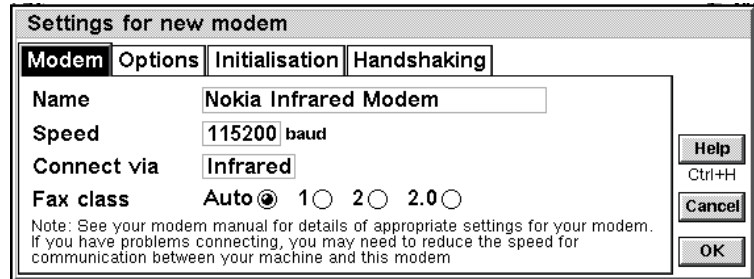 Settings for new modem
Modem Options Initialisation Handshaking
Name Nokia Infrared Modem
Speed 115200 baud
Connect via Infrared
Fax class Auto 1 2 2.0
Note: See your modem manual for details of appropriate settings for your modem.
If you have problems connecting, you may need to reduce the speed for
communication between your machine and this modem
Help
Ctrl+H
Cancel
OK